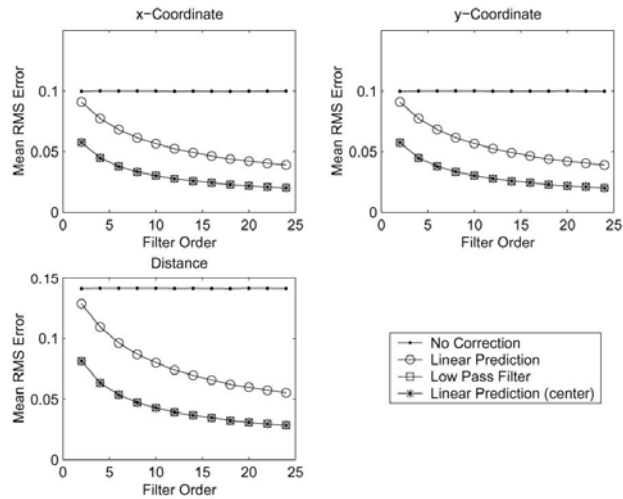 x-Coordinate
y-Coordinate
Mean RMS Error
0.1
0.05
0
0 5 10 15 20 25
Filter Order
Mean RMS Error
0.1
0.05
0
0 5 10 15 20 25
Filter Order
Distance
Mean RMS Error
0.15
0.1
0.05
0
0 5 10 15 20 25
Filter Order
No Correction
Linear Prediction
Low Pass Filter
Linear Prediction (center)